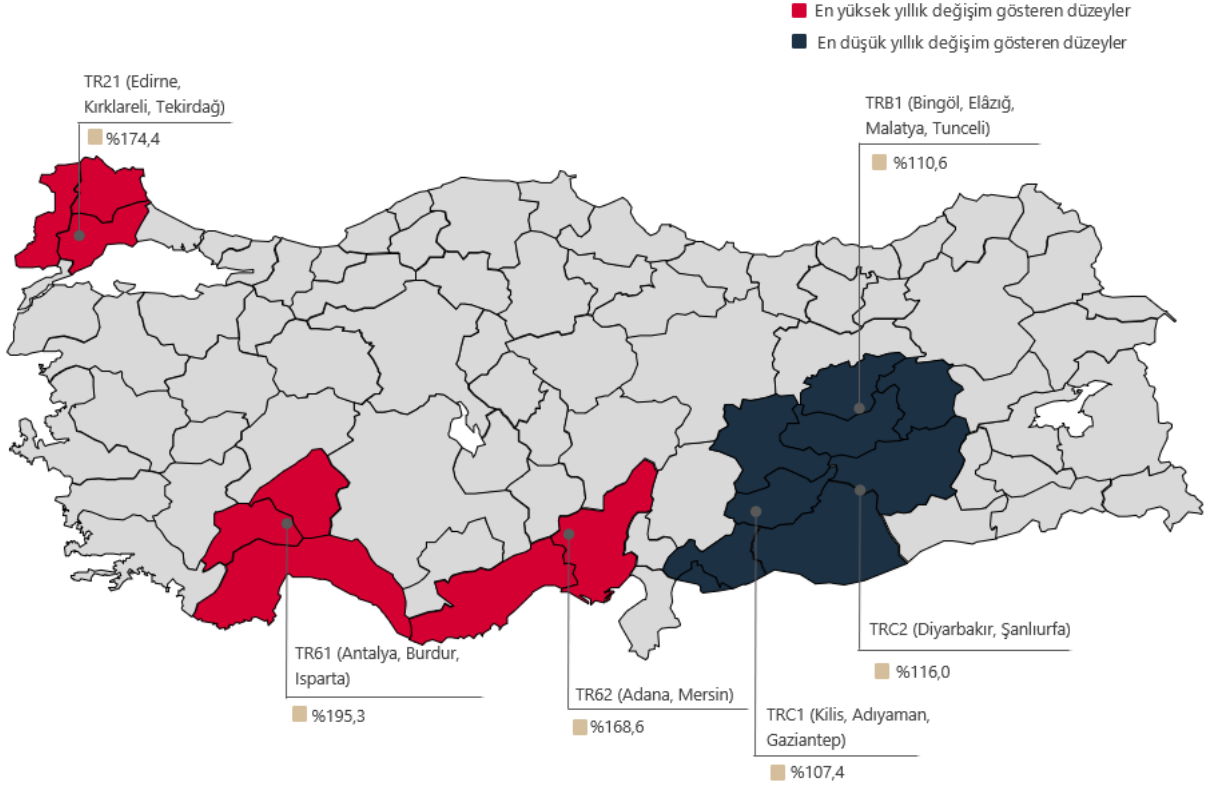 En yüksek yıllık değişim gösteren düzeyler
En düşük yıllık değişim gösteren düzeyler
TR21 (Edirne,
Kırklareli, Tekirdağ)
%174,4
TRB1 (Bingöl, Elâzığ,
Malatya, Tunceli)
%110,6
TRC2 (Diyarbakır, Şanlıurfa)
%116,0
TR61 (Antalya, Burdur,
Isparta)
%195,3
TR62 (Adana, Mersin)
%168,6
TRC1 (Kilis, Adıyaman,
Gaziantep)
%107,4